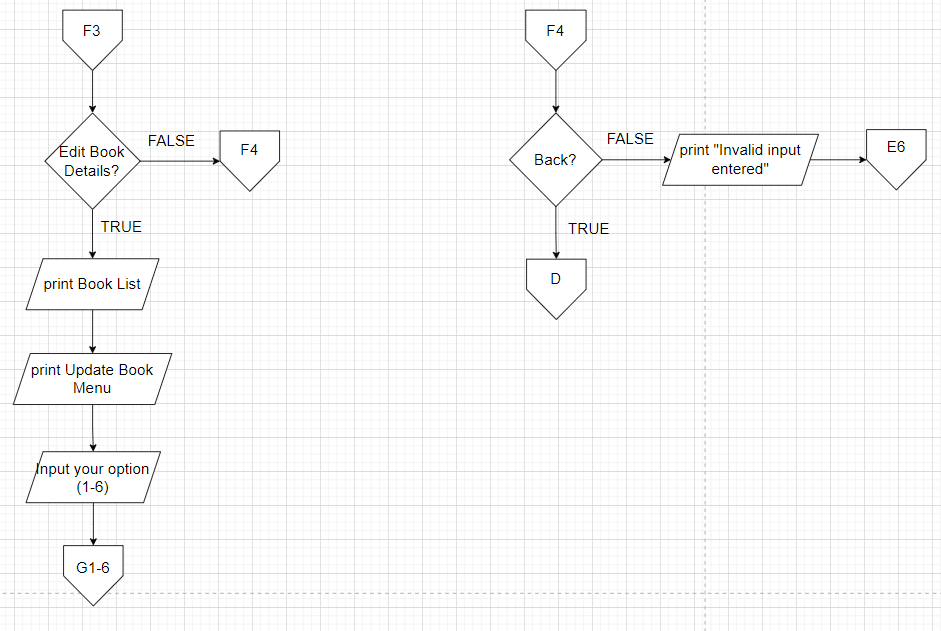 F3
Edit Book
Details?
FALSE
F4
TRUE
print Book List
print Update Book
Menu
Input your option
(1-6)
G1-6
F4
Back?
FALSE
print "Invalid input
entered"
E6
TRUE
D